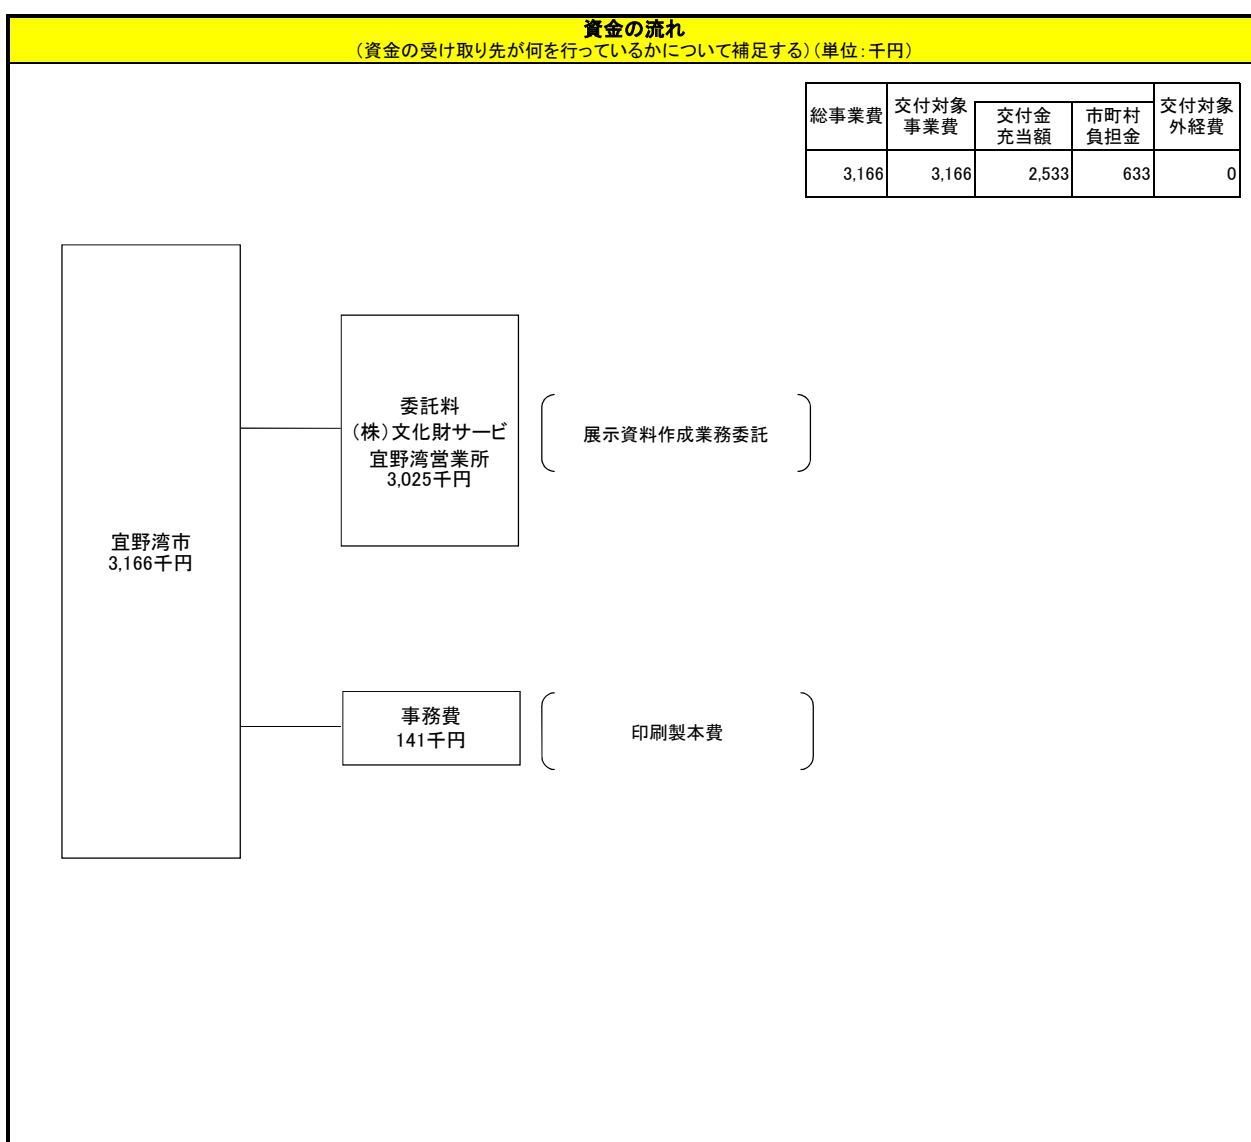 資金の流れ
（資金の受け取り先が何を行っているかについて補足する）（単位：千円）
総事業費
交付対象
事業費
交付金
充当額
市町村
負担金
交付対象
外経費
3,166
3,166
2,533
633
0
委託料
（株）文化財サービ
宜野湾営業所
3,025千円
展示資料作成業務委託
宜野湾市
3,166千円
事務費
141千円
印刷製本費